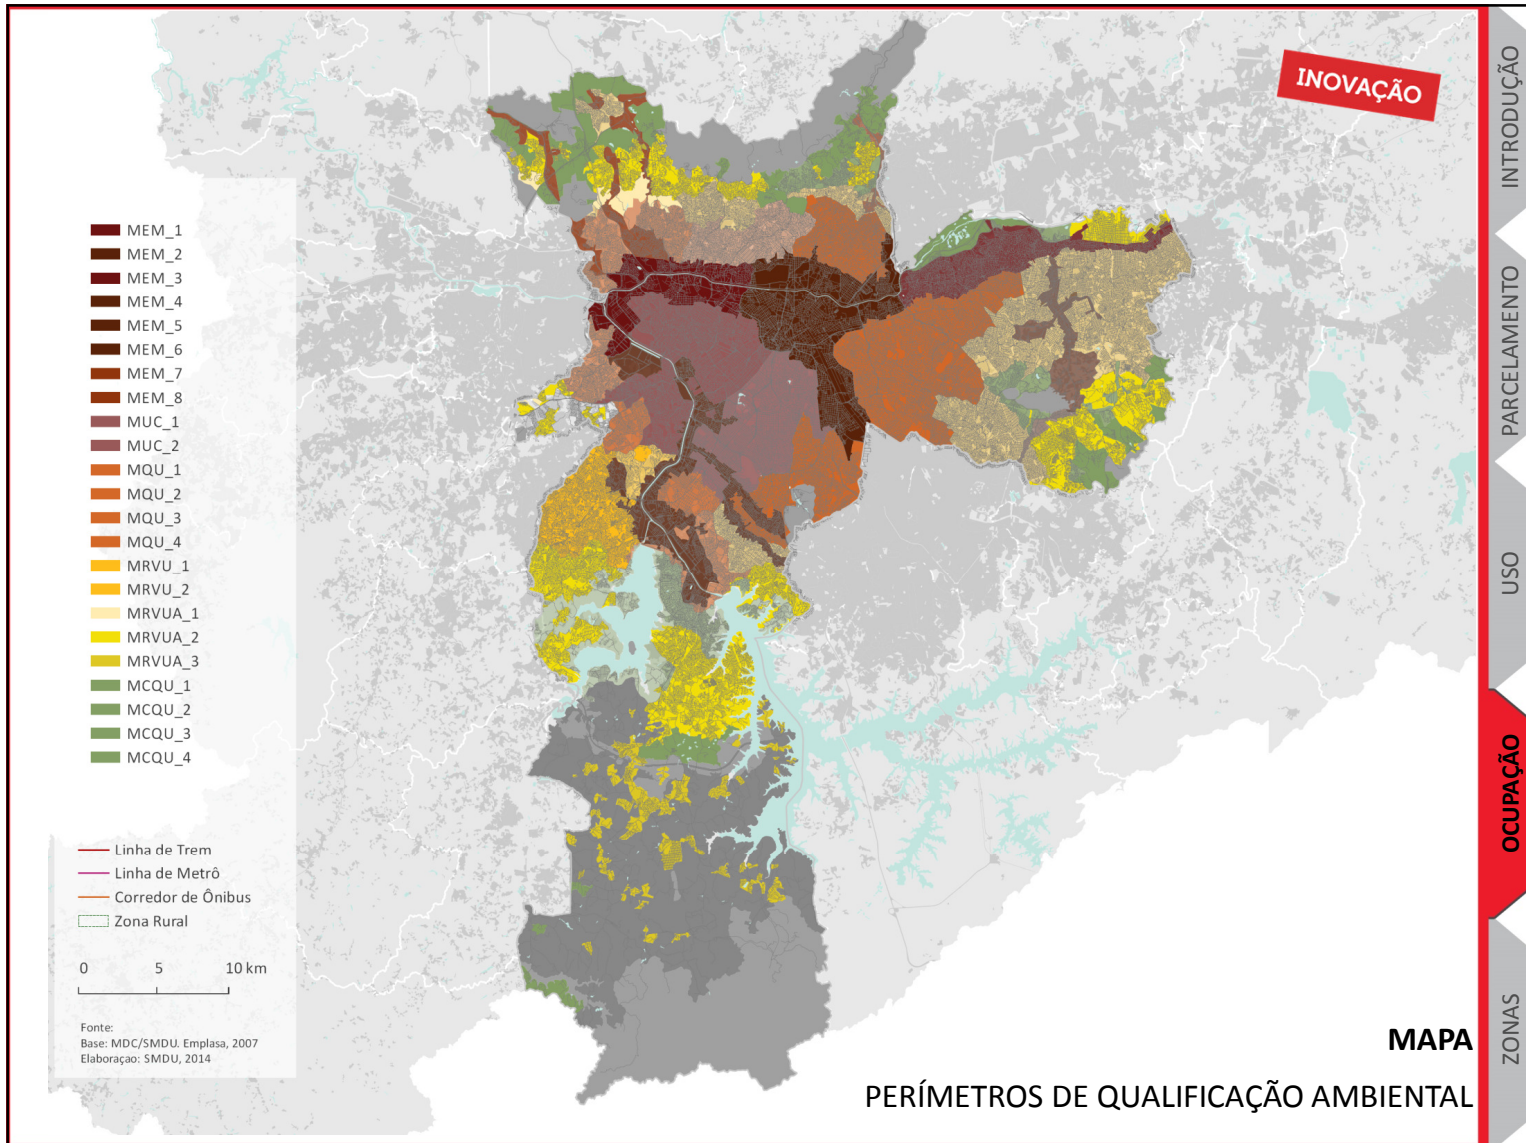 INOVAÇÃO
MEM_1
MEM_2
MEM_3
MEM_4
MEM_5
MEM_6
MEM_7
MEM_8
MUC_1
MUC_2
MQU_1
MQU_2
MQU_3
MQU_4
MRVU_1
MRVU_2
MRVUA_1
MRVUA_2
MRVUA_3
MCQU_1
MCQU_2
MCQU_3
MCQU_4
Linha de Trem
Linha de Metrô
Corredor de Ônibus
Zona Rural
0 5 10 km
Fonte:
Base: MDC/SMDU. Emplasa, 2007
Elaboraçao: SMDU, 2014
MAPA
PERÍMETROS DE QUALIFICAÇÃO AMBIENTAL
INTRODUÇÃO
PARCELAMENTO
USO
OCUPAÇÃO
ZONAS